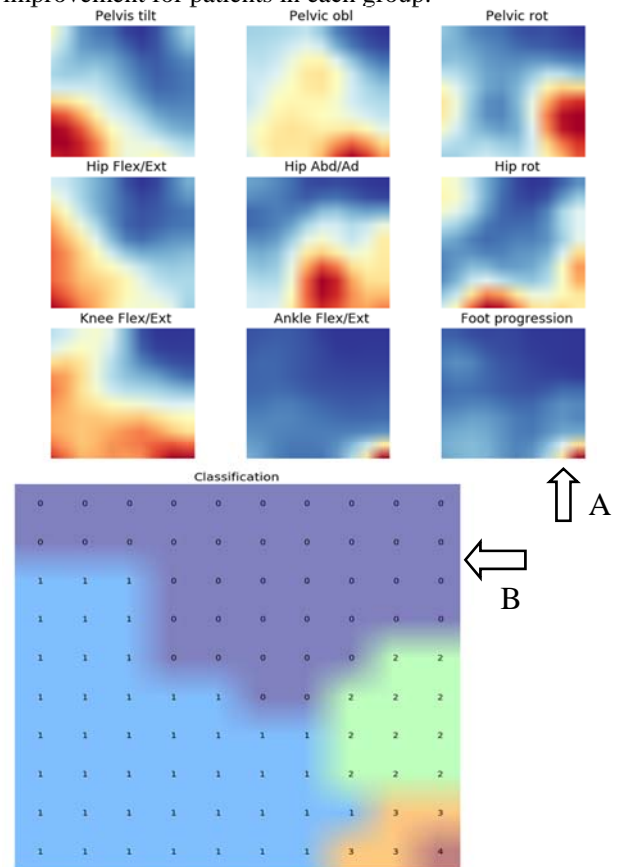 improvement for patients in each group.
Pelvis tilt Pelvic obl Pelvic rot
Hip Flex/Ext Hip Abd/Ad Hip rot
Knee Flex/Ext Ankle Flex/Ext Foot progression
Classification
A
0 0 0 0 0 0 0 0 0 0
0 0 0 0 0 0 0 0 0 0
B
1 1 1 0 0 0 0 0 0 0
1 1 1 0 0 0 0 0 0 0
1 1 1 0 0 0 0 0 2 2
1 1 1 1 1 0 0 2 2 2
1 1 1 1 1 1 1 2 2 2
1 1 1 1 1 1 1 2 2 2
1 1 1 1 1 1 1 1 3 3
1 1 1 1 1 1 1 3 3 4